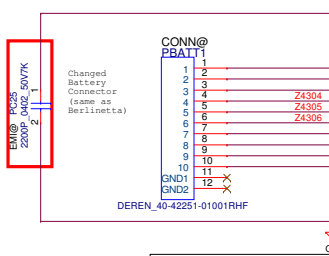 CONN@
PBATT1
1 1
2 2
3 3
4 4 Z4304
5 5 Z4305
6 6 Z4306
7 7
8 8
9 9
10 10
GND1 11
GND2 12
DEREN_40-42251-01001RHF
Changed
Battery
Connector
(same as
Berlinetta)
EMI@ PC25
2200P_0402_50V7K
1
2